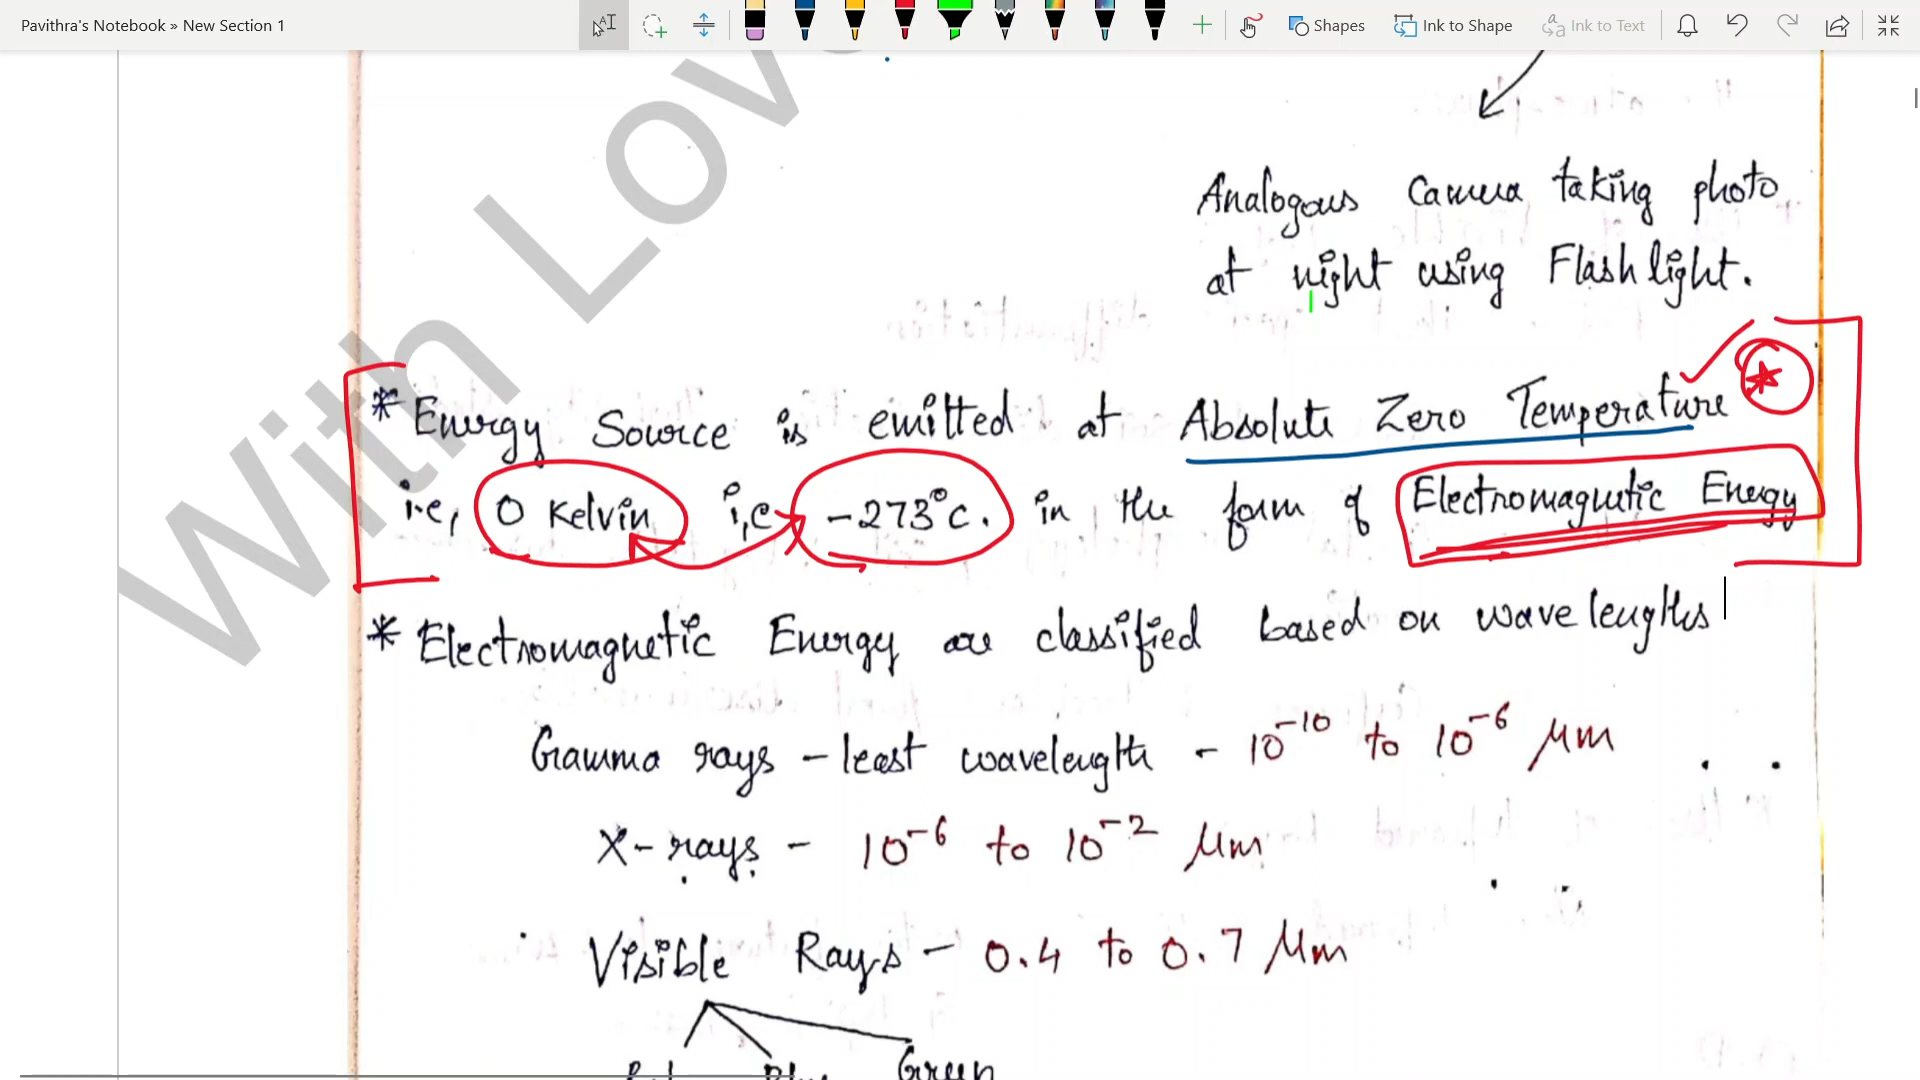 Pavithra's Notebook » New Section 1
Shapes
Ink to Shape
Ink to Text
With Lov
Analogous Camera taking photo
at night using Flash light.
* Energy Source is emitted at Absolute Zero Temperature
i.e, 0 Kelvin i,e -273°c. in the form of Electromagnetic Energy
* Electromagnetic Energy are classified based on wavelengths
Gamma rays - least wavelength - 10⁻¹⁰ to 10⁻⁶ µm
X-rays - 10⁻⁶ to 10⁻² µm
Visible Rays - 0.4 to 0.7 µm
Green